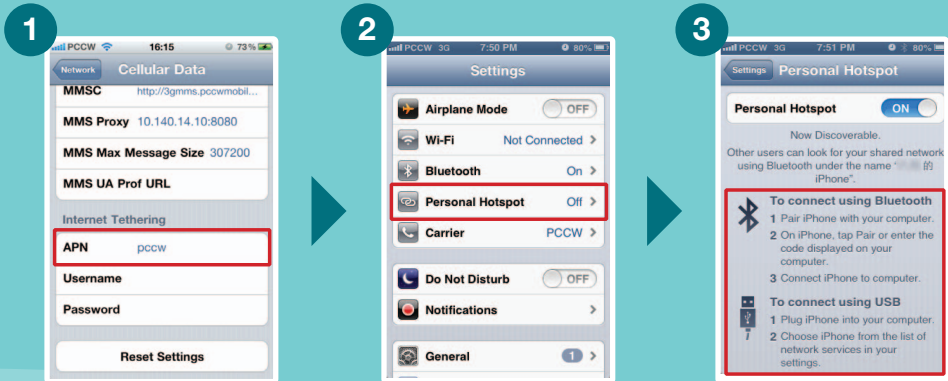 1
PCCW 16:15 73%
Network Cellular Data
MMSC http://3gmms.pccwmobil...
MMS Proxy 10.140.14.10:8080
MMS Max Message Size 307200
MMS UA Prof URL
Internet Tethering
APN pccw
Username
Password
Reset Settings
2
PCCW 3G 7:50 PM 80%
Settings
Airplane Mode OFF
Wi-Fi Not Connected
Bluetooth On
Personal Hotspot Off
Carrier PCCW
Do Not Disturb OFF
Notifications
General 1
3
PCCW 3G 7:51 PM 80%
Settings Personal Hotspot
Personal Hotspot ON
Now Discoverable.
Other users can look for your shared network
using Bluetooth under the name “ 的
iPhone”.
To connect using Bluetooth
1 Pair iPhone with your computer.
2 On iPhone, tap Pair or enter the
code displayed on your
computer.
3 Connect iPhone to computer.
To connect using USB
1 Plug iPhone into your computer.
2 Choose iPhone from the list of
network services in your
settings.